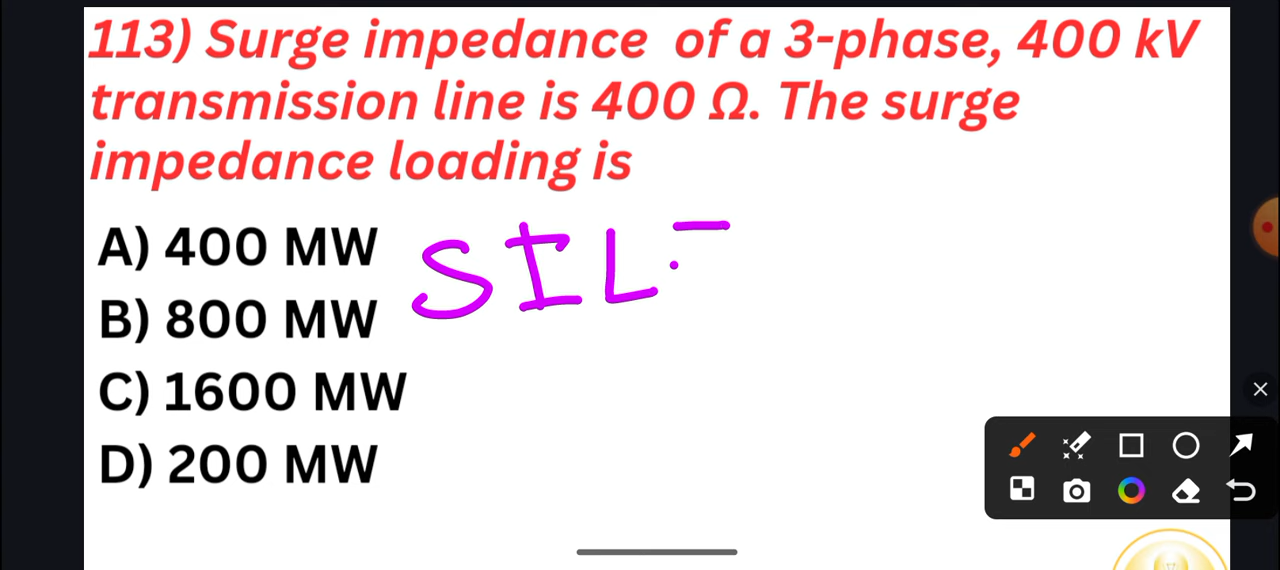 113) Surge impedance of a 3-phase, 400 kV
transmission line is 400 Ω. The surge
impedance loading is
A) 400 MW
SIL
B) 800 MW
C) 1600 MW
D) 200 MW